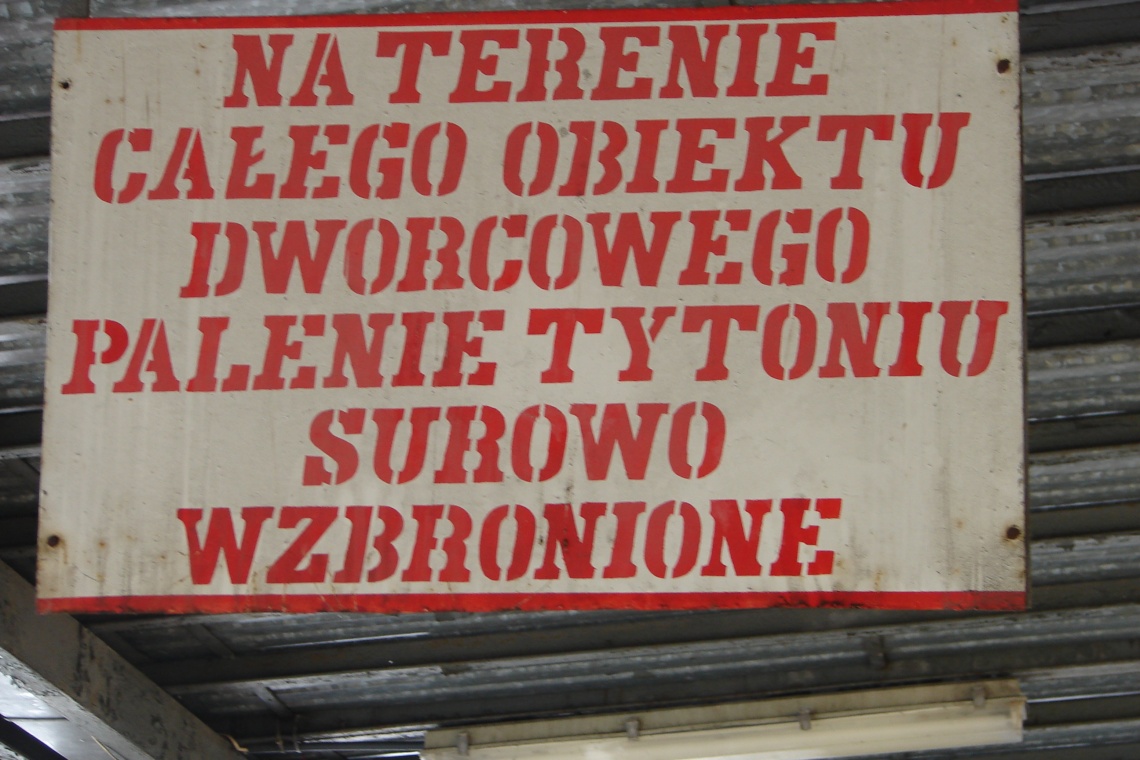 NA TERENIE
CAŁEGO OBIEKTU
DWORCOWEGO
PALENIE TYTONIU
SUROWO
WZBRONIONE